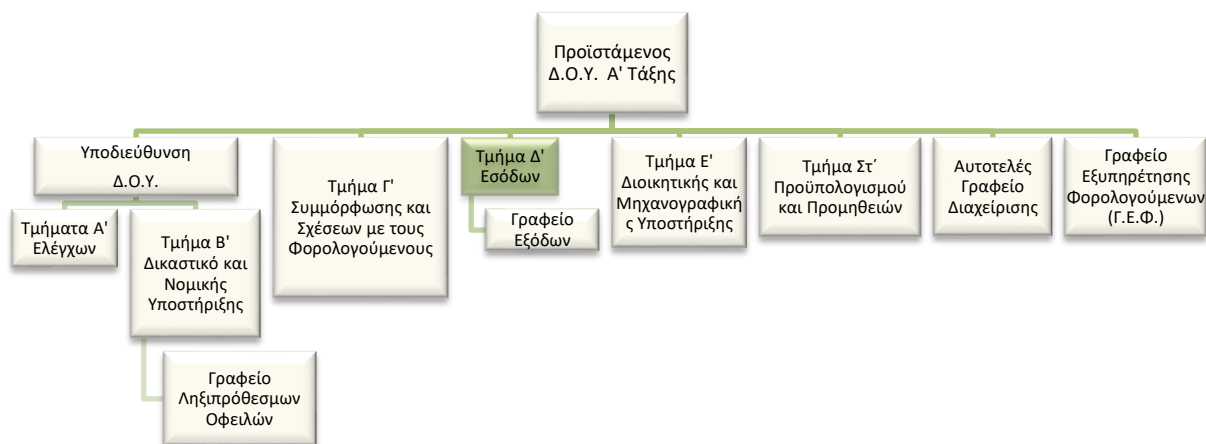 Προϊστάμενος
Δ.Ο.Υ. Α' Τάξης
Υποδιεύθυνση
Δ.Ο.Υ.
Τμήματα Α'
Ελέγχων
Τμήμα Β'
Δικαστικό και
Νομικής
Υποστήριξης
Γραφείο
Ληξιπρόθεσμων
Οφειλών
Τμήμα Γ'
Συμμόρφωσης και
Σχέσεων με τους
Φορολογούμενους
Τμήμα Δ'
Εσόδων
Γραφείο
Εξόδων
Τμήμα Ε'
Διοικητικής και
Μηχανογραφική
ς Υποστήριξης
Τμήμα Στ΄
Προϋπολογισμού
και Προμηθειών
Αυτοτελές
Γραφείο
Διαχείρισης
Γραφείο
Εξυπηρέτησης
Φορολογούμενων
(Γ.Ε.Φ.)